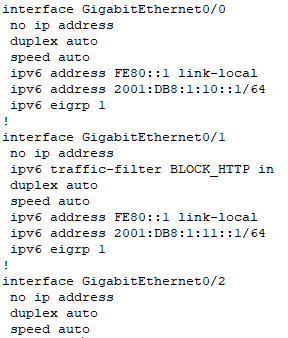 interface GigabitEthernet0/0
 no ip address
 duplex auto
 speed auto
 ipv6 address FE80::1 link-local
 ipv6 address 2001:DB8:1:10::1/64
 ipv6 eigrp 1
!
interface GigabitEthernet0/1
 no ip address
 ipv6 traffic-filter BLOCK_HTTP in
 duplex auto
 speed auto
 ipv6 address FE80::1 link-local
 ipv6 address 2001:DB8:1:11::1/64
 ipv6 eigrp 1
!
interface GigabitEthernet0/2
 no ip address
 duplex auto
 speed auto